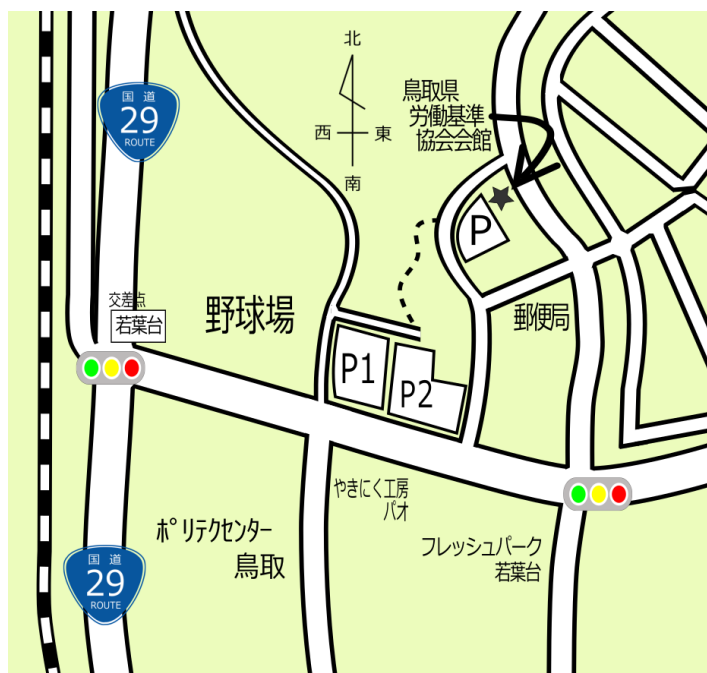 北
西
東
南
国道
29
ROUTE
鳥取県
労働基準
協会会館
P
交差点
若葉台
野球場
郵便局
P1
P2
やきにく工房
パオ
ポリテクセンター
鳥取
フレッシュパーク
若葉台
国道
29
ROUTE